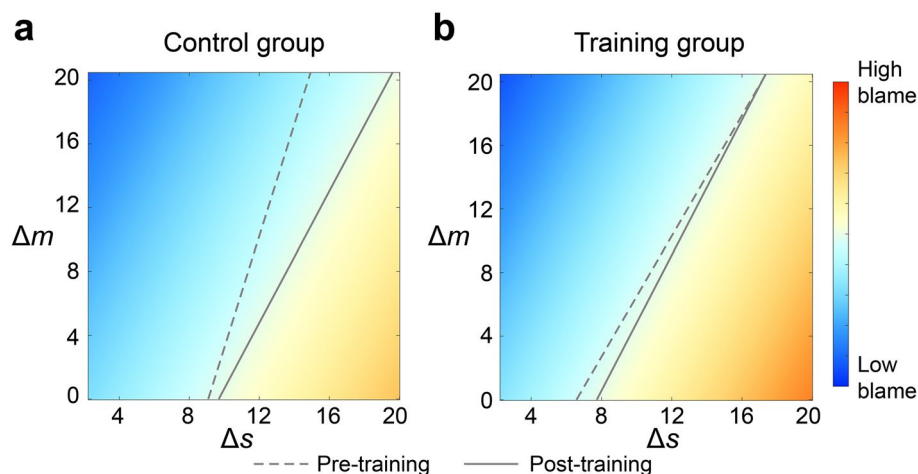 a
Control group
20
16
12
Δm
8
4
0
4
8
12
16
20
Δs
b
Training group
20
16
12
Δm
8
4
0
4
8
12
16
20
Δs
High
blame
Low
blame
Pre-training
Post-training